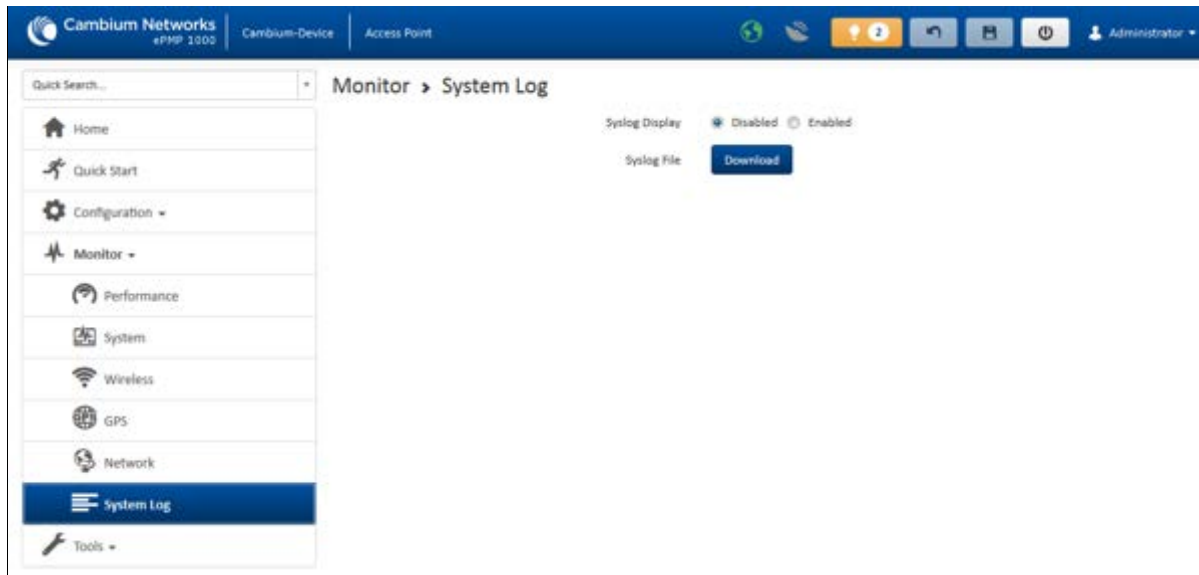 Cambium Networks
ePMP 1000
Cambium-Device
Access Point
2
Administrator
Quick Search...
Monitor > System Log
Home
Quick Start
Configuration
Monitor
Performance
System
Wireless
GPS
Network
System Log
Tools
Syslog Display
Disabled
Enabled
Syslog File
Download